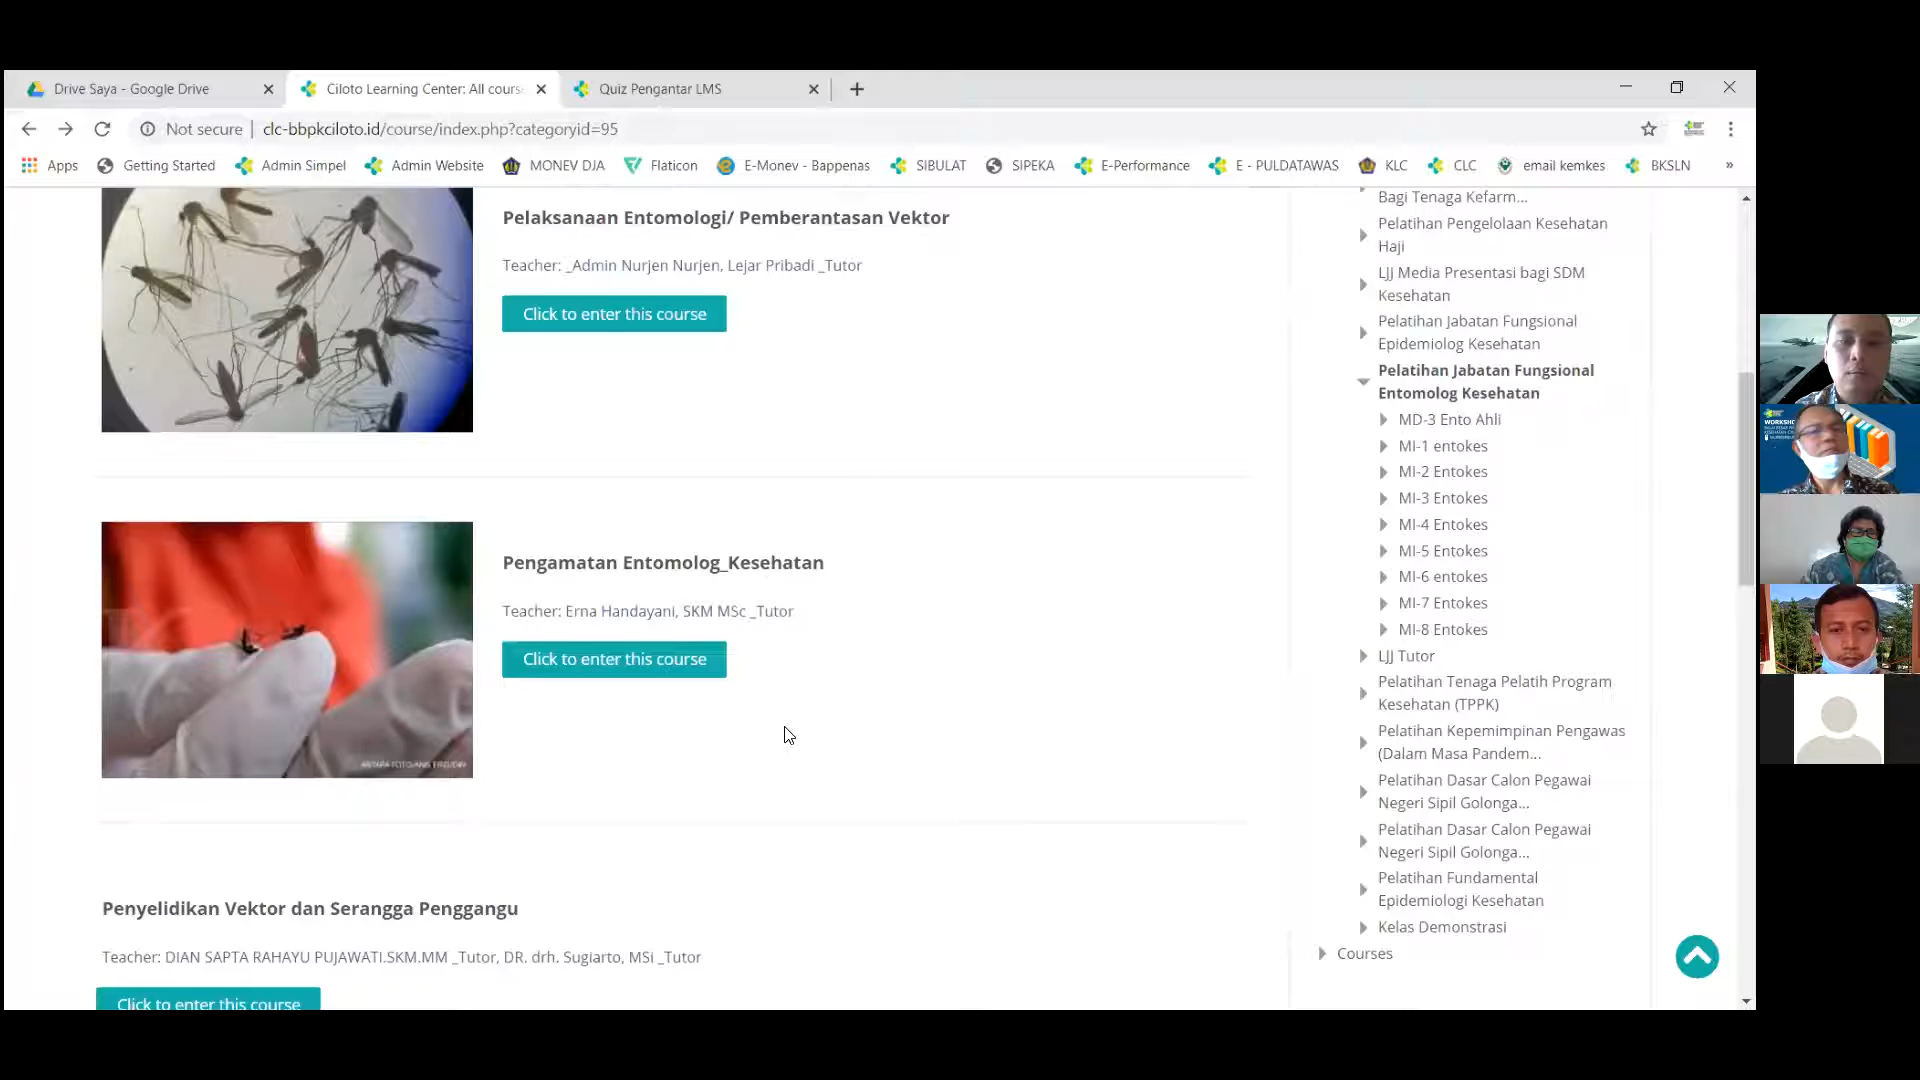 Drive Saya - Google Drive
Ciloto Learning Center: All cours
Quiz Pengantar LMS
Not secure
clc-bbpkciloto.id/course/index.php?categoryid=95
Apps
Getting Started
Admin Simpel
Admin Website
MONEV DJA
Flaticon
E-Monev - Bappenas
SIBULAT
SIPEKA
E-Performance
E - PULDATAWAS
KLC
CLC
email kemkes
BKSLN
»
Pelaksanaan Entomologi/ Pemberantasan Vektor
Teacher: _Admin Nurjen Nurjen, Lejar Pribadi _Tutor
Click to enter this course
Pengamatan Entomolog_Kesehatan
Teacher: Erna Handayani, SKM MSc _Tutor
Click to enter this course
Penyelidikan Vektor dan Serangga Penggangu
Teacher: DIAN SAPTA RAHAYU PUJAWATI.SKM.MM _Tutor, DR. drh. Sugiarto, MSi _Tutor
Click to enter this course
Bagi Tenaga Kefarm...
Pelatihan Pengelolaan Kesehatan
Haji
LJJ Media Presentasi bagi SDM
Kesehatan
Pelatihan Jabatan Fungsional
Epidemiolog Kesehatan
Pelatihan Jabatan Fungsional
Entomolog Kesehatan
MD-3 Ento Ahli
MI-1 entokes
MI-2 Entokes
MI-3 Entokes
MI-4 Entokes
MI-5 Entokes
MI-6 entokes
MI-7 Entokes
MI-8 Entokes
LJJ Tutor
Pelatihan Tenaga Pelatih Program
Kesehatan (TPPK)
Pelatihan Kepemimpinan Pengawas
(Dalam Masa Pandem...
Pelatihan Dasar Calon Pegawai
Negeri Sipil Golonga...
Pelatihan Dasar Calon Pegawai
Negeri Sipil Golonga...
Pelatihan Fundamental
Epidemiologi Kesehatan
Kelas Demonstrasi
Courses